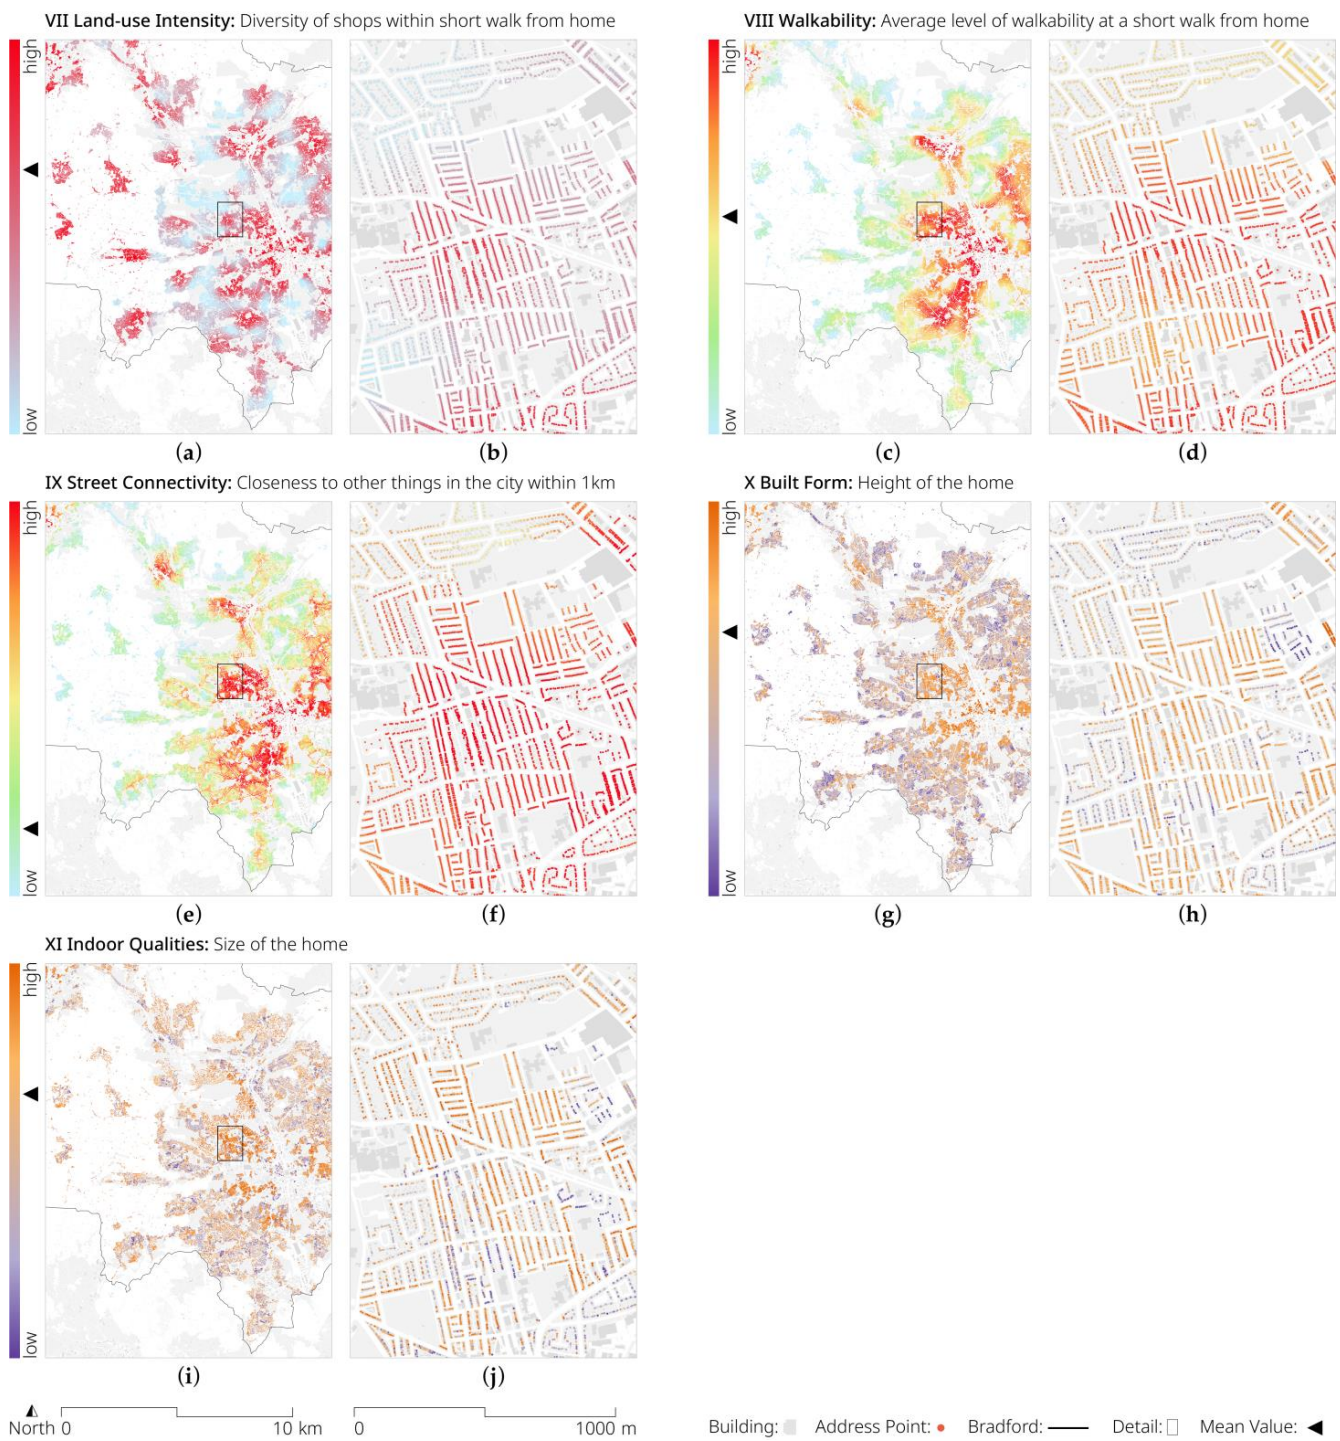 VII Land-use Intensity: Diversity of shops within short walk from home
VIII Walkability: Average level of walkability at a short walk from home
high
low
high
low
(a)
(b)
(c)
(d)
IX Street Connectivity: Closeness to other things in the city within 1km
X Built Form: Height of the home
high
low
high
low
(e)
(f)
(g)
(h)
XI Indoor Qualities: Size of the home
high
low
(i)
(j)
North 0 10 km
0 1000 m
Building: Address Point: Bradford: Detail: Mean Value: